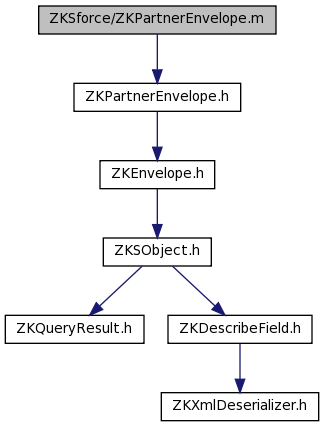 ZKSforce/ZKPartnerEnvelope.m
ZKPartnerEnvelope.h
ZKEnvelope.h
ZKSObject.h
ZKQueryResult.h
ZKDescribeField.h
ZKXmlDeserializer.h